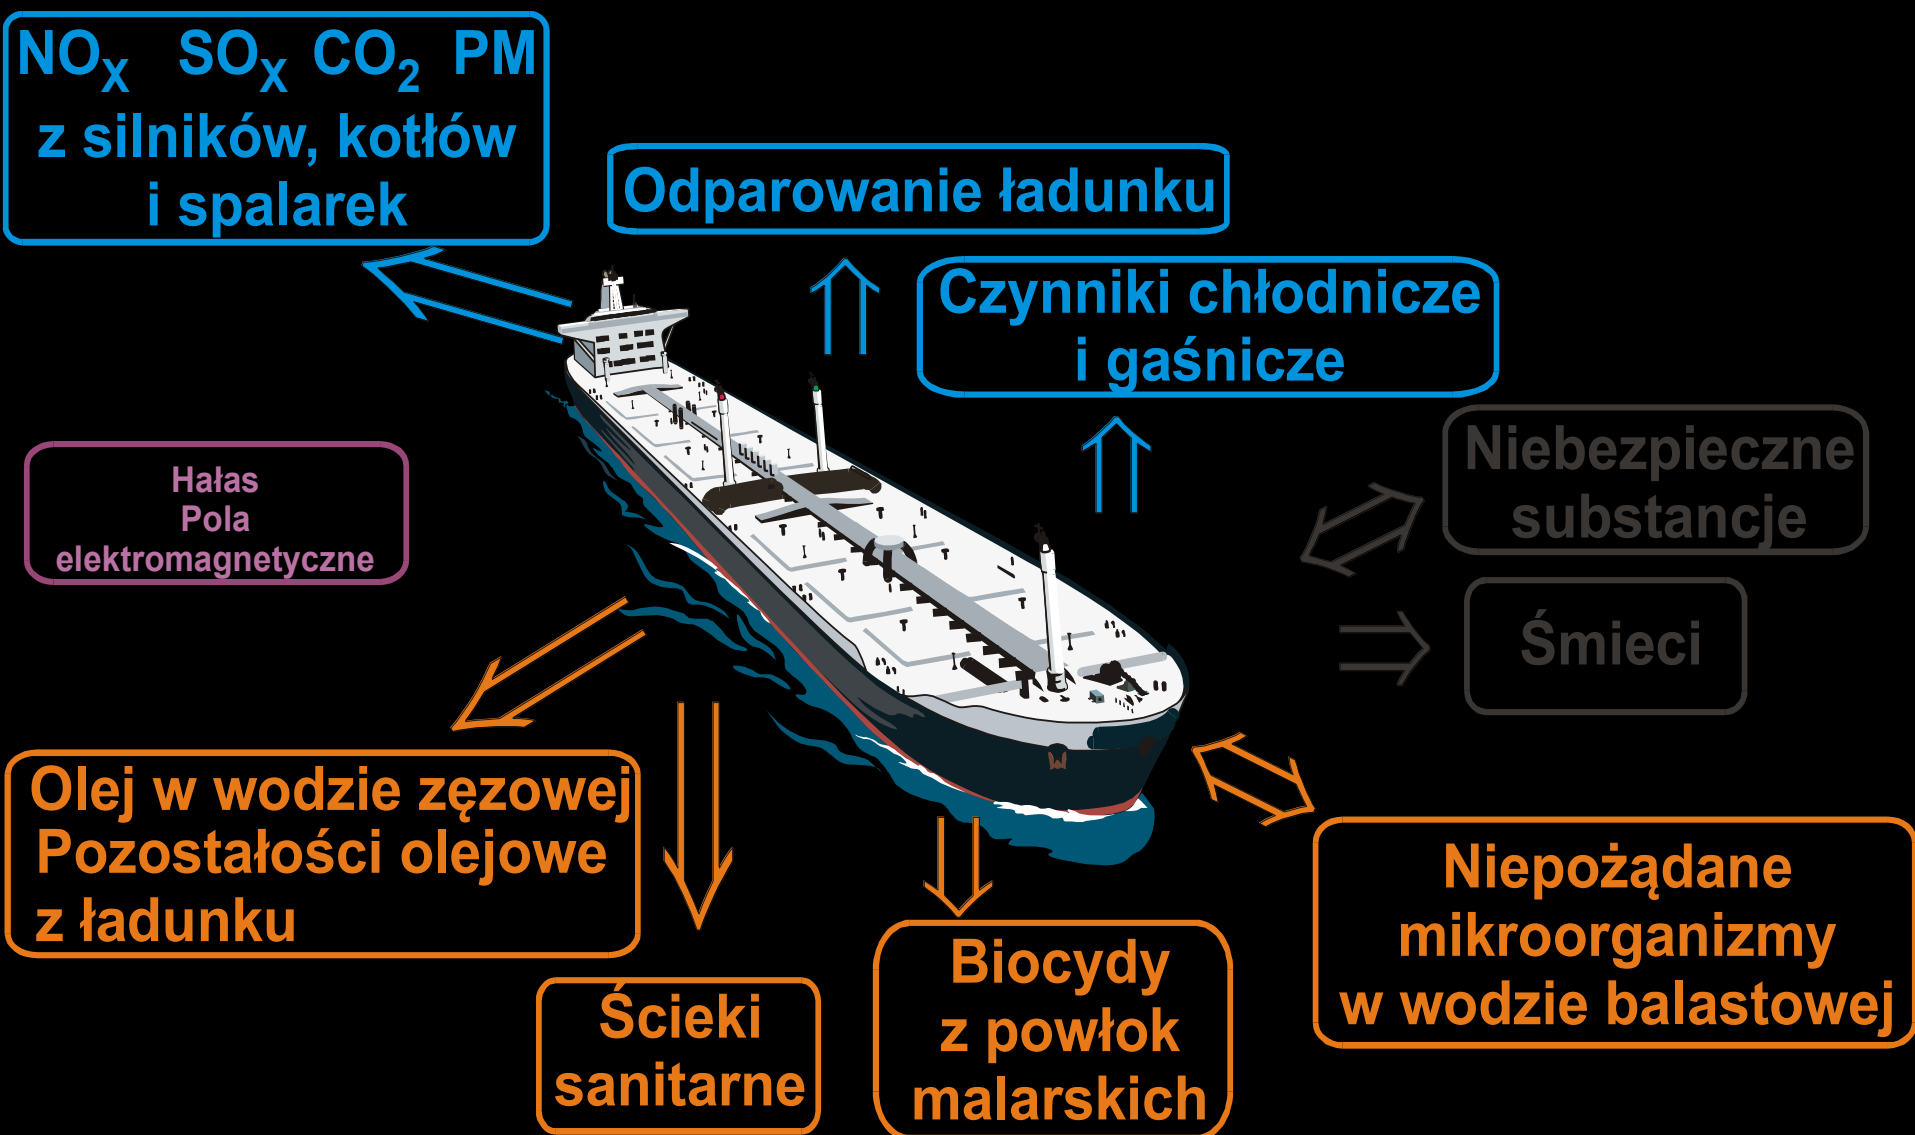 NOX SOX CO2 PM
z silników, kotłów
i spalarek
Odparowanie ładunku
Czynniki chłodnicze
i gaśnicze
Niebezpieczne
substancje
Hałas
Pola
elektromagnetyczne
Śmieci
Olej w wodzie zęzowej
Pozostałości olejowe
z ładunku
Niepożądane
mikroorganizmy
w wodzie balastowej
Biocydy
z powłok
malarskich
Ścieki
sanitarne